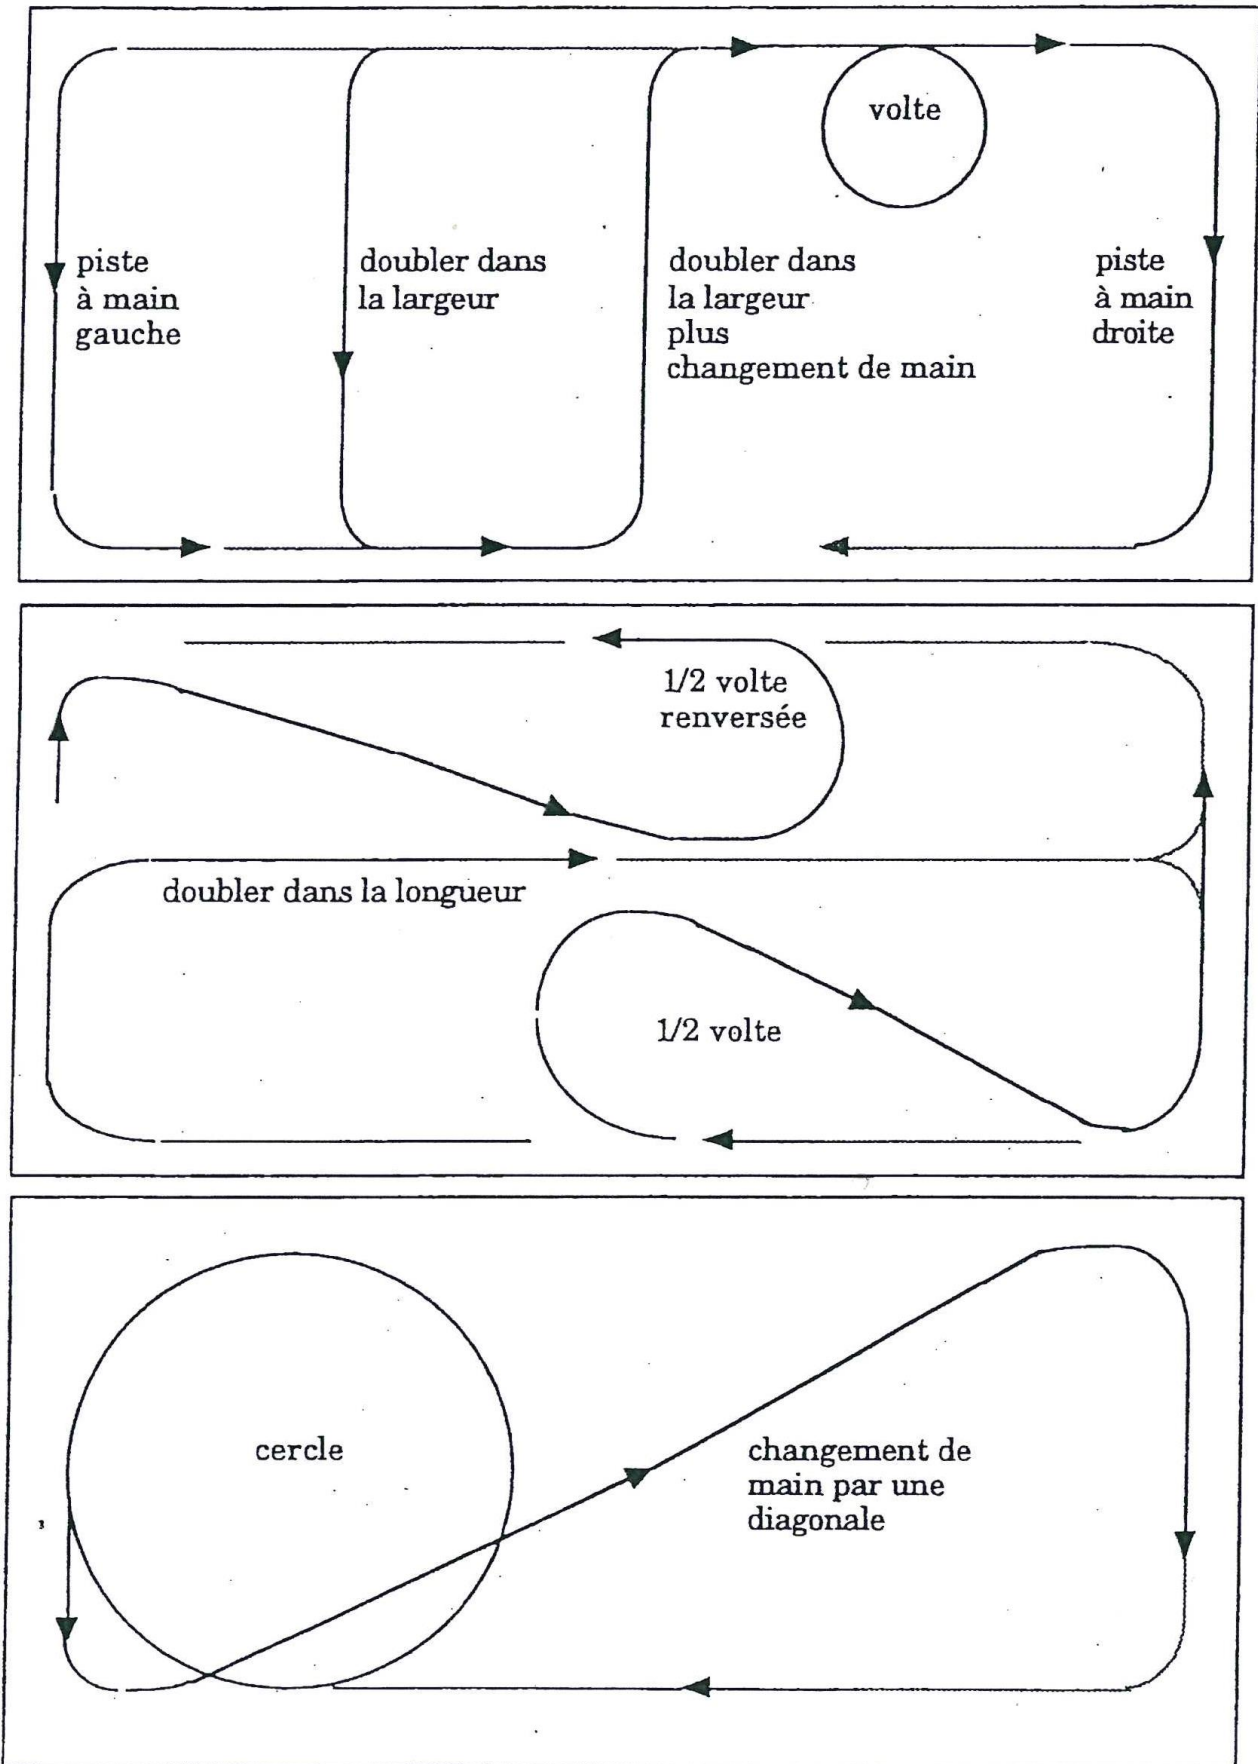 volte
piste
à main
gauche
doubler dans
la largeur
doubler dans
la largeur
plus
changement de main
piste
à main
droite
1/2 volte
renversée
doubler dans la longueur
1/2 volte
cercle
changement de
main par une
diagonale